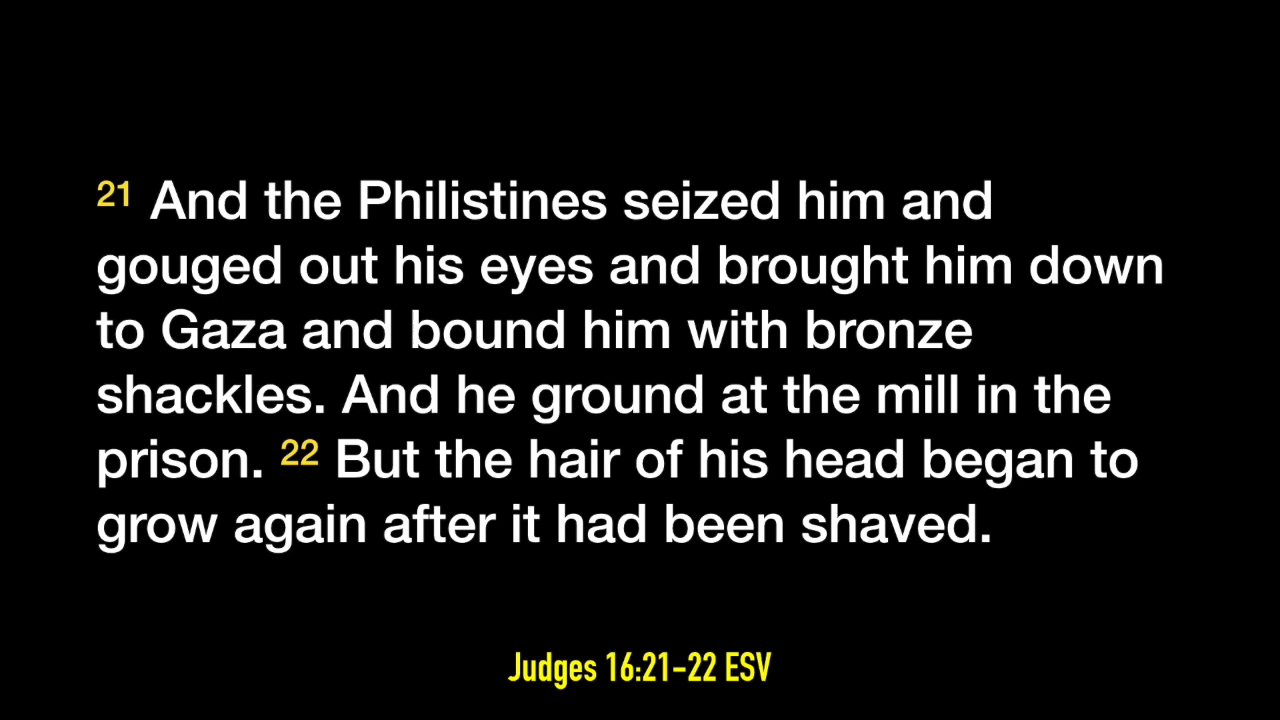 21 And the Philistines seized him and
gouged out his eyes and brought him down
to Gaza and bound him with bronze
shackles. And he ground at the mill in the
prison. 22 But the hair of his head began to
grow again after it had been shaved.
Judges 16:21–22 ESV